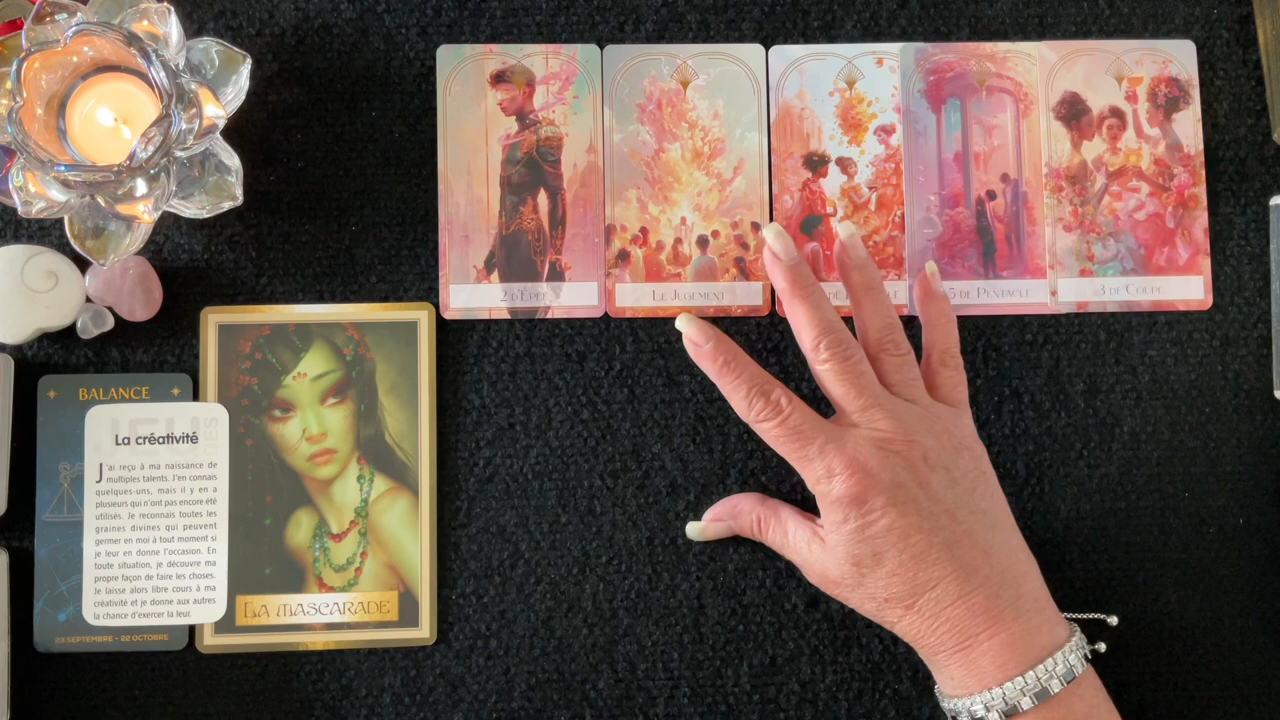 2 d'Épée
Le Jugement
5 de Pentacle
3 de Coupe
BALANCE
La créativité
J'ai reçu à ma naissance de
multiples talents. J'en connais
quelques-uns, mais il y en a
plusieurs qui n'ont pas encore été
utilisés. Je reconnais toutes les
graines divines qui peuvent
germer en moi à tout moment si
je leur en donne l'occasion. En
toute situation, je découvre ma
propre façon de faire les choses.
Je laisse alors libre cours à ma
créativité et je donne aux autres
la chance d'exercer la leur.
23 SEPTEMBRE - 22 OCTOBRE
La MASCARADE